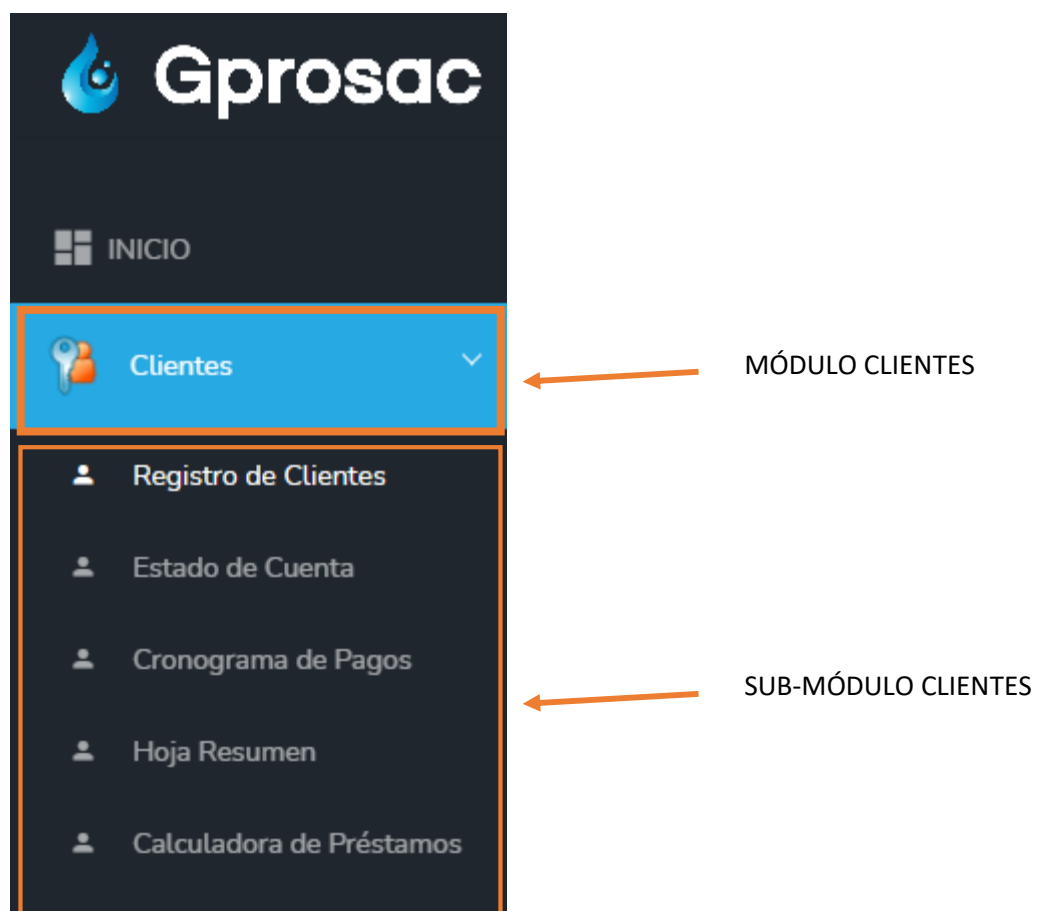 Gprosac
INICIO
Clientes
MÓDULO CLIENTES
Registro de Clientes
Estado de Cuenta
Cronograma de Pagos
SUB-MÓDULO CLIENTES
Hoja Resumen
Calculadora de Préstamos